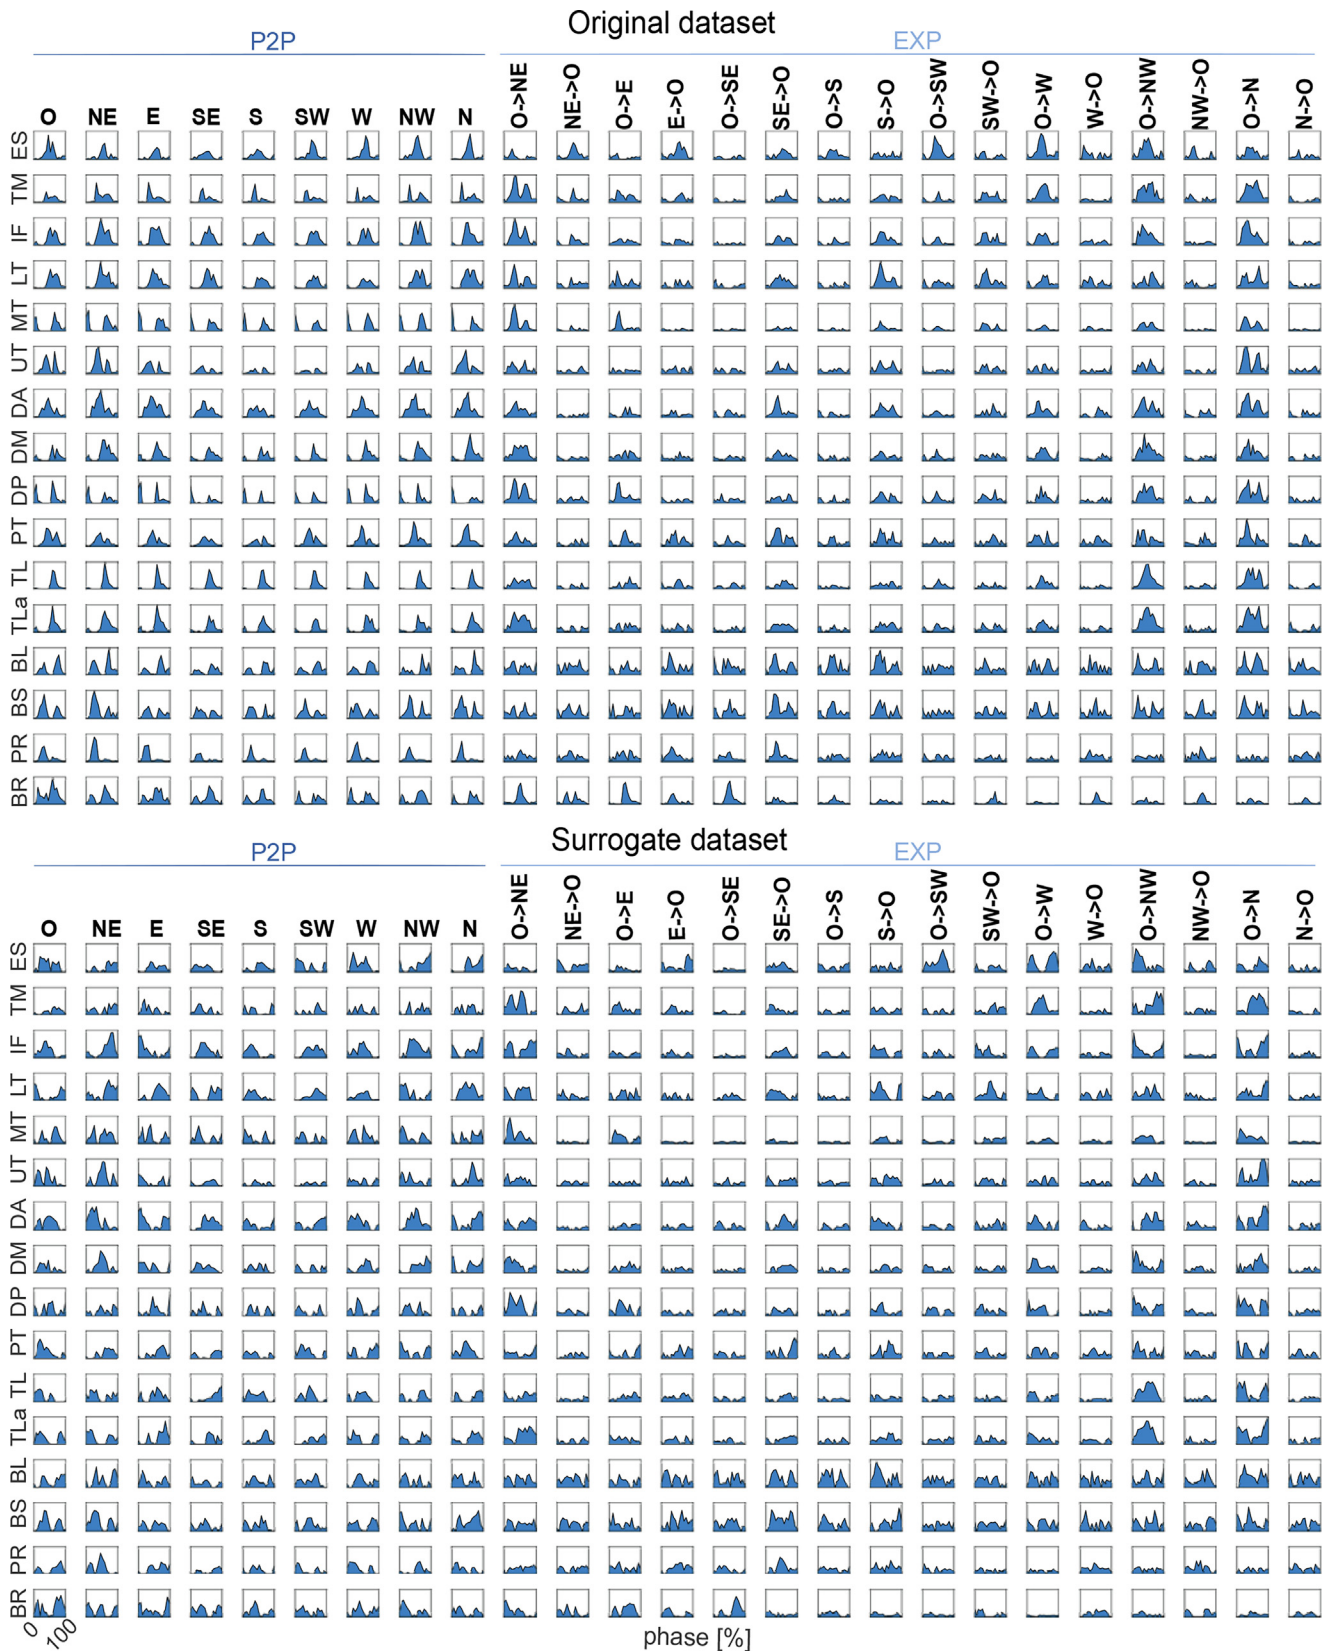 Original dataset
P2P
EXP
O NE E SE S SW W NW N O->NE NE->O O->E E->O O->SE SE->O O->S S->O O->SW SW->O O->W W->O O->NW NW->O O->N N->O
ES
TM
IF
LT
MT
UT
DA
DM
DP
PT
TL
TLa
BL
BS
PR
BR
Surrogate dataset
P2P
EXP
O NE E SE S SW W NW N O->NE NE->O O->E E->O O->SE SE->O O->S S->O O->SW SW->O O->W W->O O->NW NW->O O->N N->O
ES
TM
IF
LT
MT
UT
DA
DM
DP
PT
TL
TLa
BL
BS
PR
BR
0 100
phase [%]